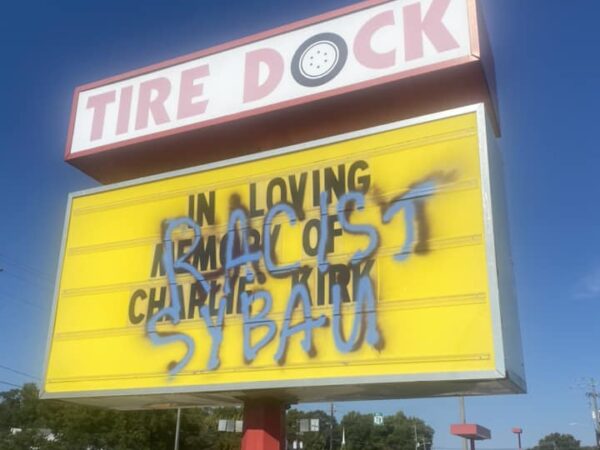 TIRE DOCK
IN LOVING
MEMORY OF
CHARLIE KIRK
RACIST
SYBAU